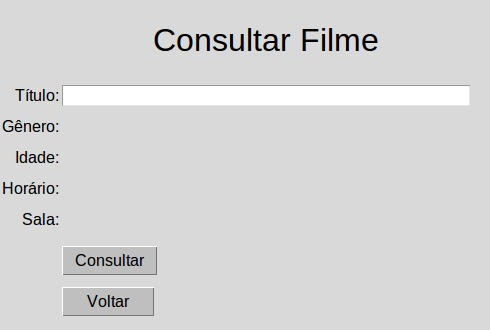 Consultar Filme
Título:
Gênero:
Idade:
Horário:
Sala:
Consultar
Voltar